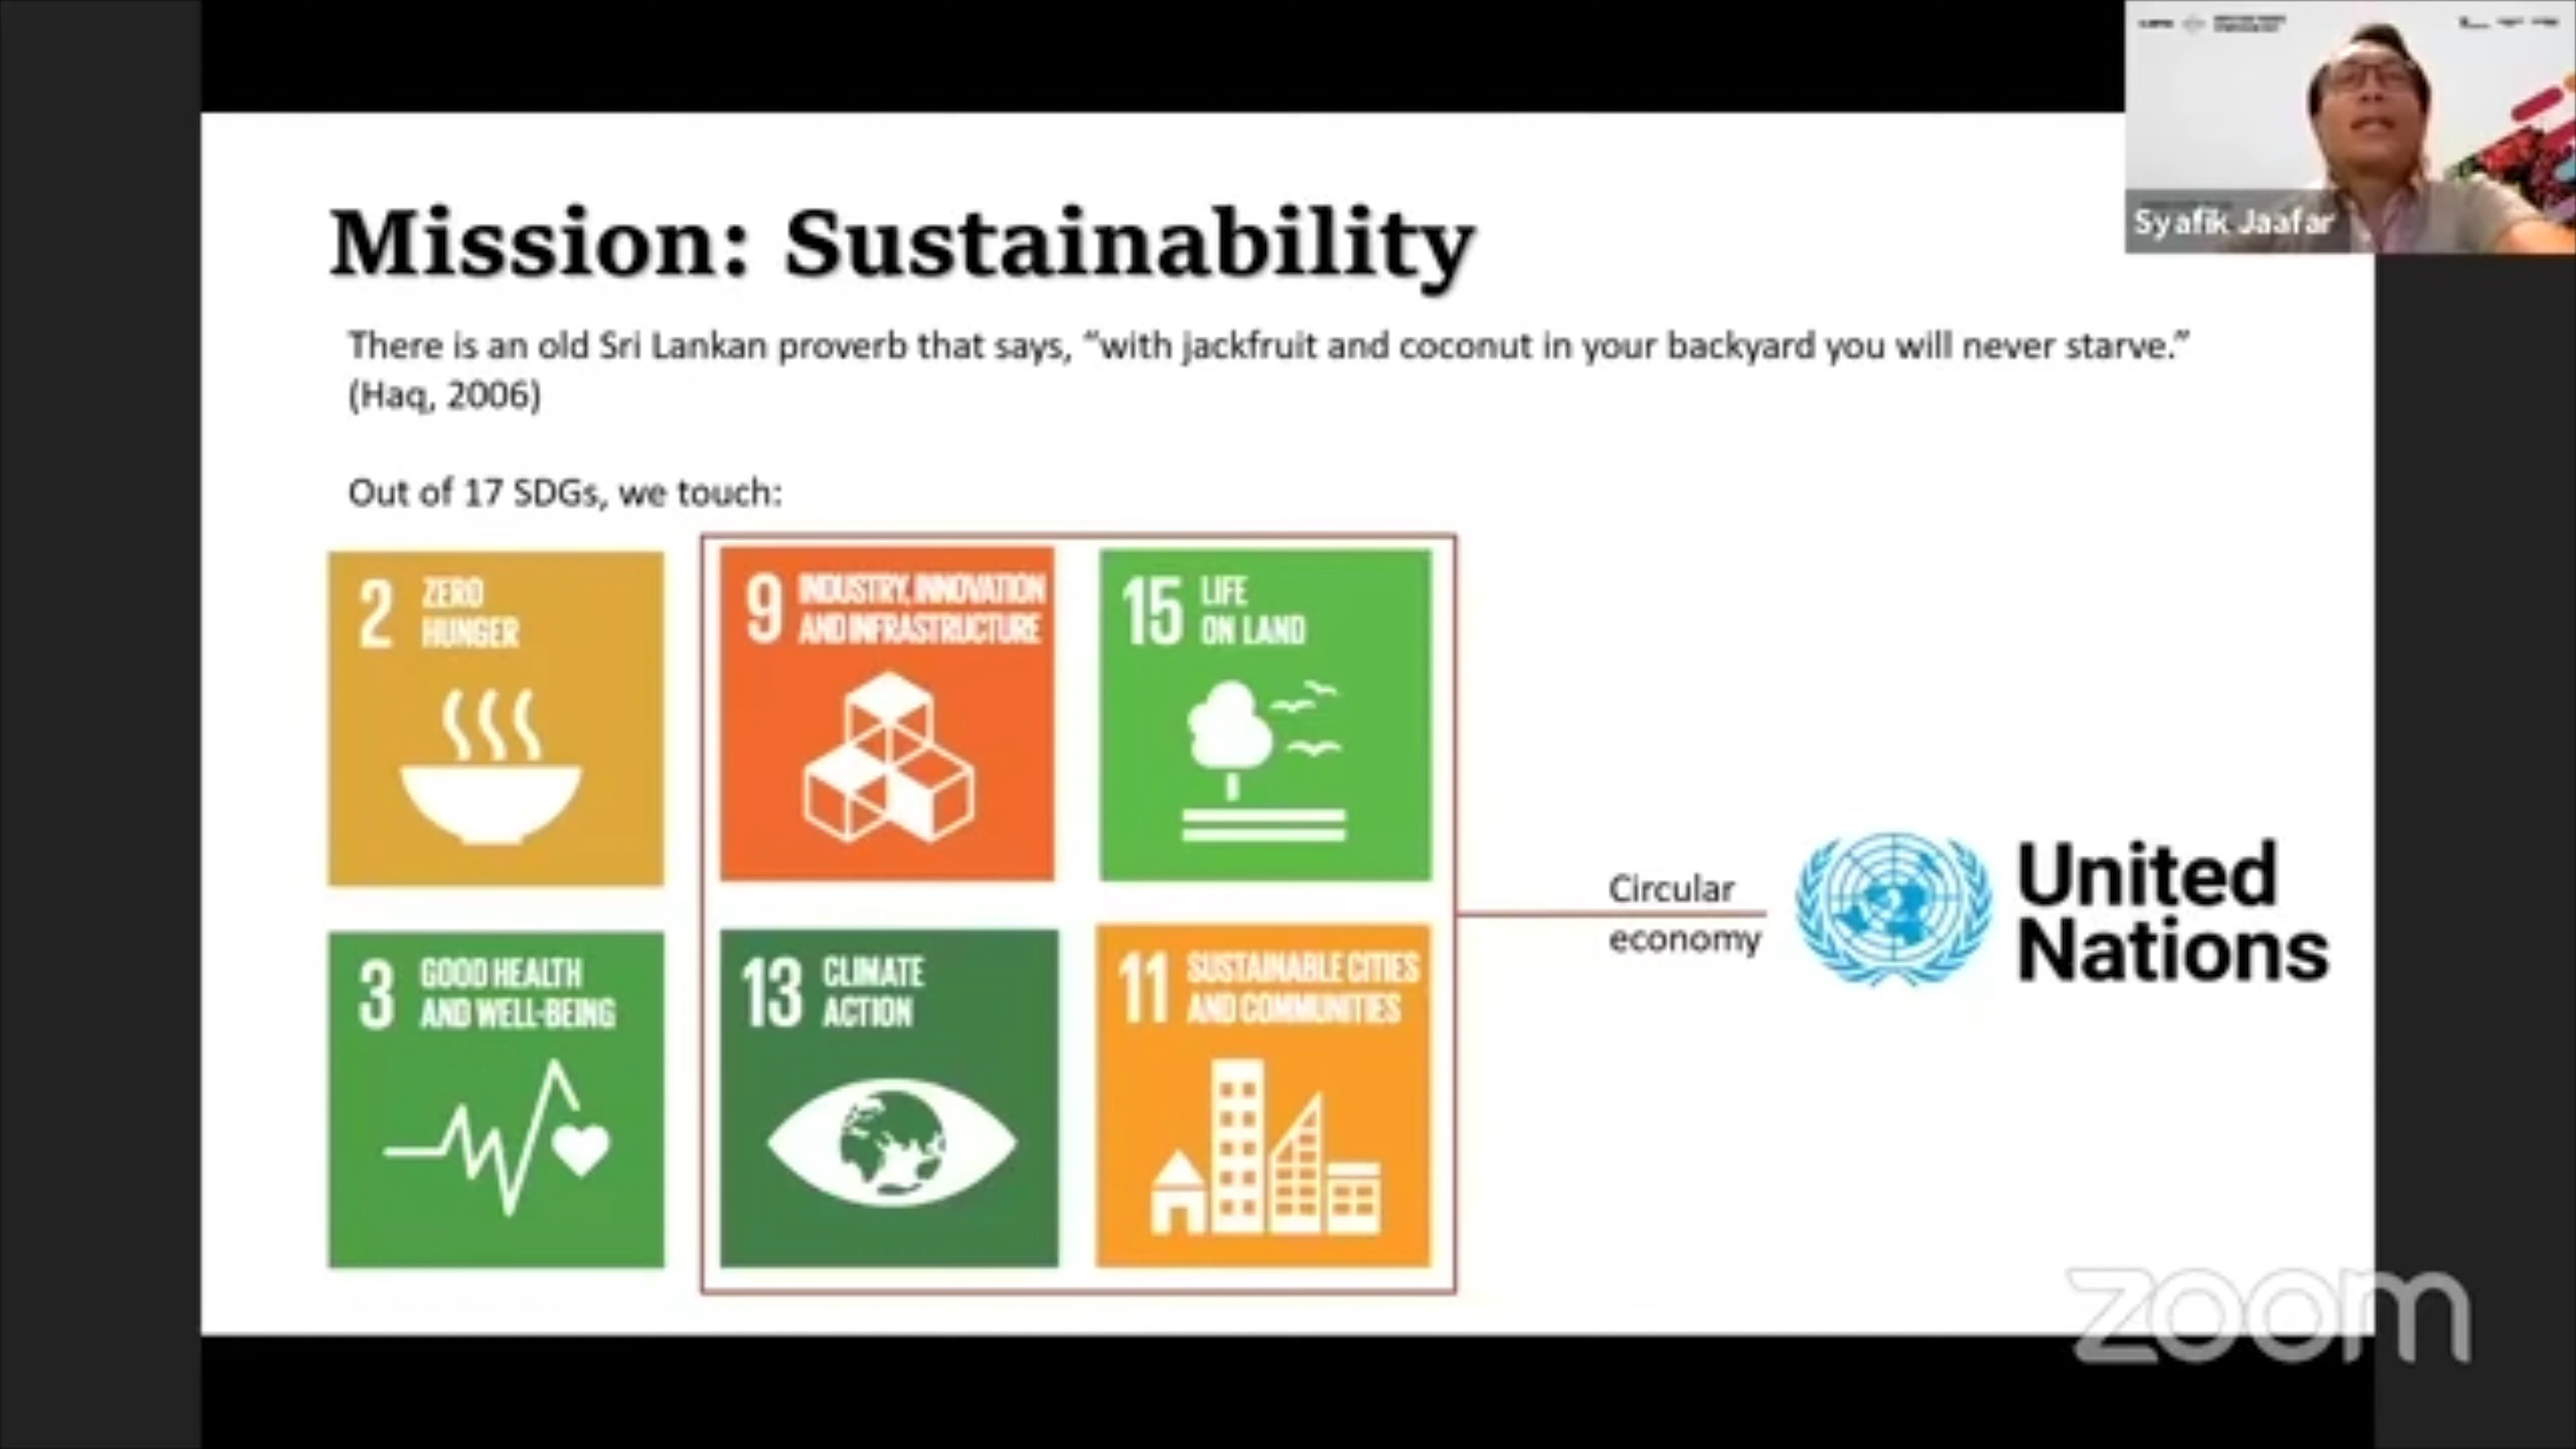 Mission: Sustainability
Syafik Jaafar
There is an old Sri Lankan proverb that says, “with jackfruit and coconut in your backyard you will never starve.”
(Haq, 2006)
Out of 17 SDGs, we touch:
2 ZERO
HUNGER
9 INDUSTRY, INNOVATION
AND INFRASTRUCTURE
15 LIFE
ON LAND
3 GOOD HEALTH
AND WELL-BEING
13 CLIMATE
ACTION
11 SUSTAINABLE CITIES
AND COMMUNITIES
Circular
economy
United
Nations
zoom